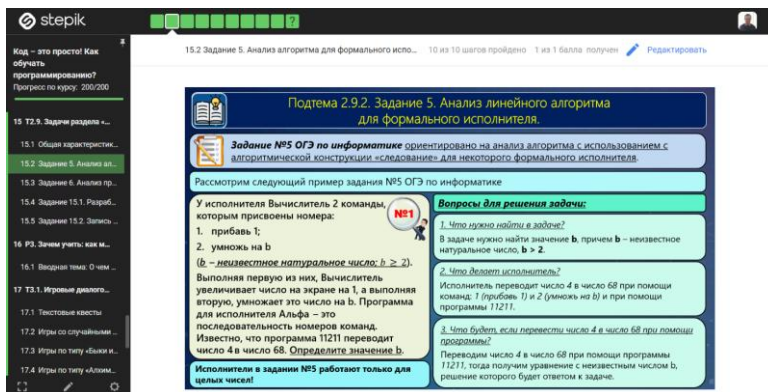 stepik
?
Код – это просто! Как
обучать
программированию?
Прогресс по курсу: 200/200
15 Т2.9. Задачи раздела «...
15.1 Общая характеристик...
15.2 Задание 5. Анализ ал...
15.3 Задание 6. Анализ пр...
15.4 Задание 15.1. Разраб...
15.5 Задание 15.2. Запись ...
16 Р3. Зачем учить: как м...
16.1 Вводная тема: О чем ...
17 Т3.1. Игровые диалого...
17.1 Текстовые квесты
17.2 Игры со случайными ...
17.3 Игры по типу «Быки и...
17.4 Игры по типу «Алхим...
15.2 Задание 5. Анализ алгоритма для формального испо... 10 из 10 шагов пройдено 1 из 1 балла получен Редактировать
Подтема 2.9.2. Задание 5. Анализ линейного алгоритма
для формального исполнителя.
Задание №5 ОГЭ по информатике ориентировано на анализ алгоритма с использованием с
алгоритмической конструкции «следование» для некоторого формального исполнителя.
Рассмотрим следующий пример задания №5 ОГЭ по информатике
У исполнителя Вычислитель 2 команды,
которым присвоены номера:
№1
1. прибавь 1;
2. умножь на b
(b – неизвестное натуральное число; b ≥ 2).
Выполняя первую из них, Вычислитель
увеличивает число на экране на 1, а выполняя
вторую, умножает это число на b. Программа
для исполнителя Альфа – это
последовательность номеров команд.
Известно, что программа 11211 переводит
число 4 в число 68. Определите значение b.
Исполнители в задании №5 работают только для
целых чисел!
Вопросы для решения задачи:
1. Что нужно найти в задаче?
В задаче нужно найти значение b, причем b – неизвестное
натуральное число, b > 2.
2. Что делает исполнитель?
Исполнитель переводит число 4 в число 68 при помощи
команд: 1 (прибавь 1) и 2 (умножь на b) и при помощи
программы 11211.
3. Что будет, если перевести число 4 в число 68 при помощи
программы?
Переводим число 4 в число 68 при помощи программы
11211, тогда получим уравнение с неизвестным числом b,
решение которого будет ответом к задаче.